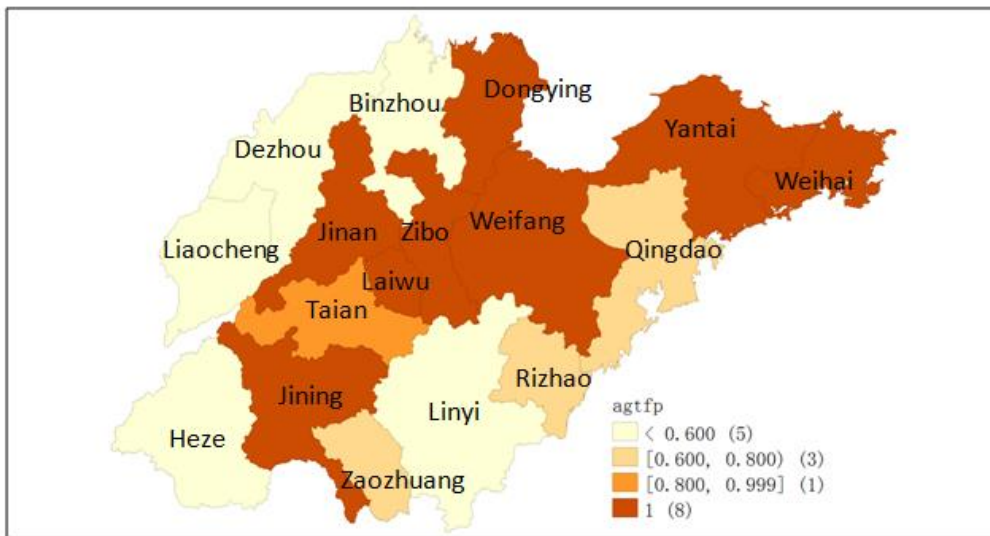 Dongying
Binzhou
Yantai
Dezhou
Weihai
Weifang
Jinan
Zibo
Liaocheng
Qingdao
Laiwu
Taian
Rizhao
Jining
Linyi
Heze
Zaozhuang
agtfp
< 0.600 (5)
[0.600, 0.800) (3)
[0.800, 0.999] (1)
1 (8)